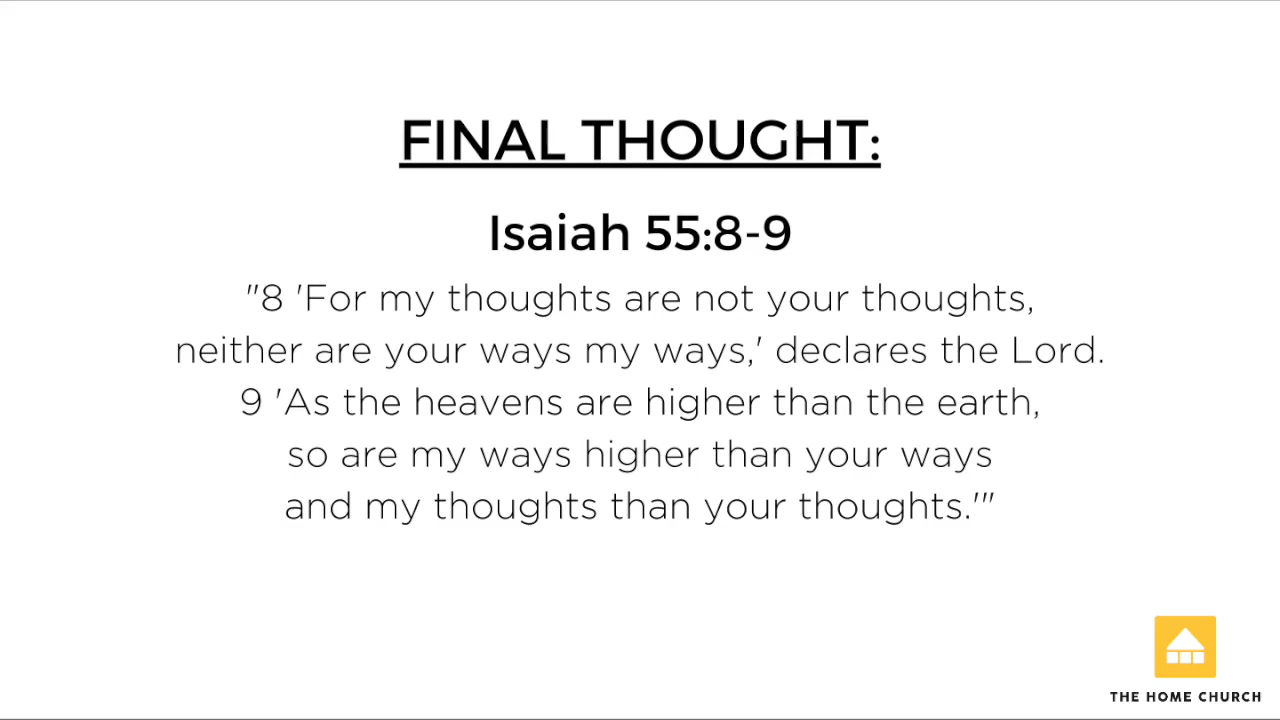 FINAL THOUGHT:
Isaiah 55:8-9
"8 'For my thoughts are not your thoughts,
neither are your ways my ways,' declares the Lord.
9 'As the heavens are higher than the earth,
so are my ways higher than your ways
and my thoughts than your thoughts.'"
THE HOME CHURCH